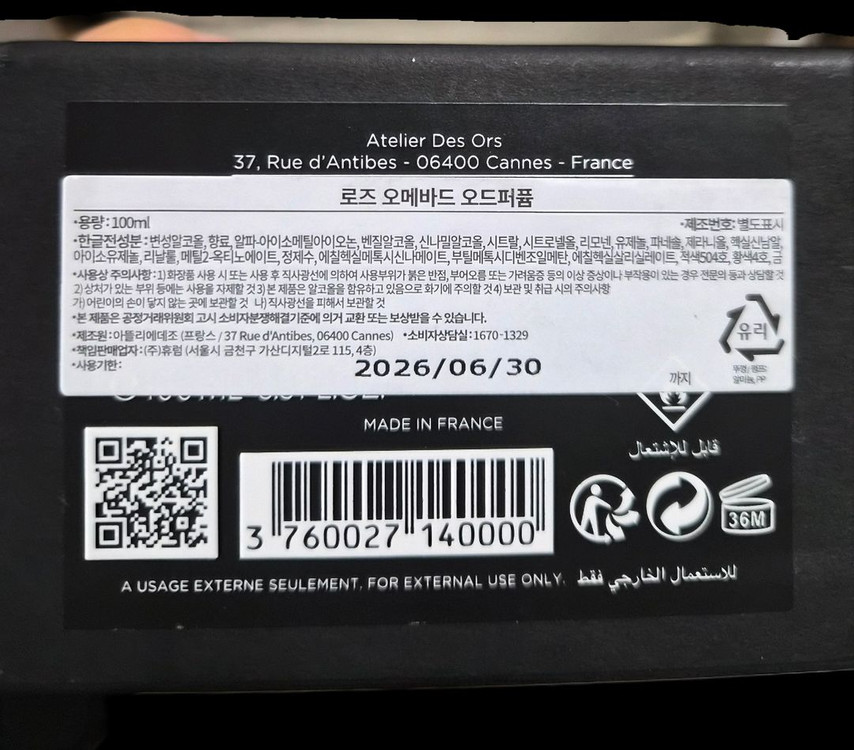 Atelier Des Ors
37, Rue d'Antibes - 06400 Cannes - France
로즈 오메바드 오드퍼퓸
•용량 : 100ml
•제조번호: 별도표시
•한글전성분 : 변성알코올, 향료, 알파-아이소메틸아이오논, 벤질알코올, 신나밀알코올, 시트랄, 시트로넬올, 리모넨, 유제놀, 파네솔, 제라니올, 헥실신남알,
아이소유제놀, 리날룰, 메틸2-옥티노에이트, 정제수, 에칠헥실메톡시신나메이트, 부틸메톡시디벤조일메탄, 에칠헥실살리실레이트, 적색504호, 황색4호, 금
•사용상 주의사항 : 1) 화장품 사용 시 또는 사용 후 직사광선에 의하여 사용부위가 붉은 반점, 부어오름 또는 가려움증 등의 이상 증상이나 부작용이 있는 경우 전문의 등과 상담할 것
2) 상처가 있는 부위 등에는 사용을 자제할 것 3) 본 제품은 알코올을 함유하고 있음으로 화기에 주의할 것 4) 보관 및 취급 시의 주의사항
가) 어린이의 손이 닿지 않는 곳에 보관할 것 나) 직사광선을 피해서 보관할 것
•본 제품은 공정거래위원회 고시 소비자분쟁해결기준에 의거 교환 또는 보상받을 수 있습니다.
•제조원 : 아뜰리에데조 (프랑스 / 37 Rue d'Antibes, 06400 Cannes) •소비자상담실 : 1670-1329
•책임판매업자 : (주)휴럼 (서울시 금천구 가산디지털2로 115, 4층)
•사용기한 : 2026/06/30 까지
유리
뚜껑/펌프:
알미늄, PP
MADE IN FRANCE
قابل للإشتعال
36M
3 760027 140000
A USAGE EXTERNE SEULEMENT. FOR EXTERNAL USE ONLY. للاستعمال الخارجي فقط